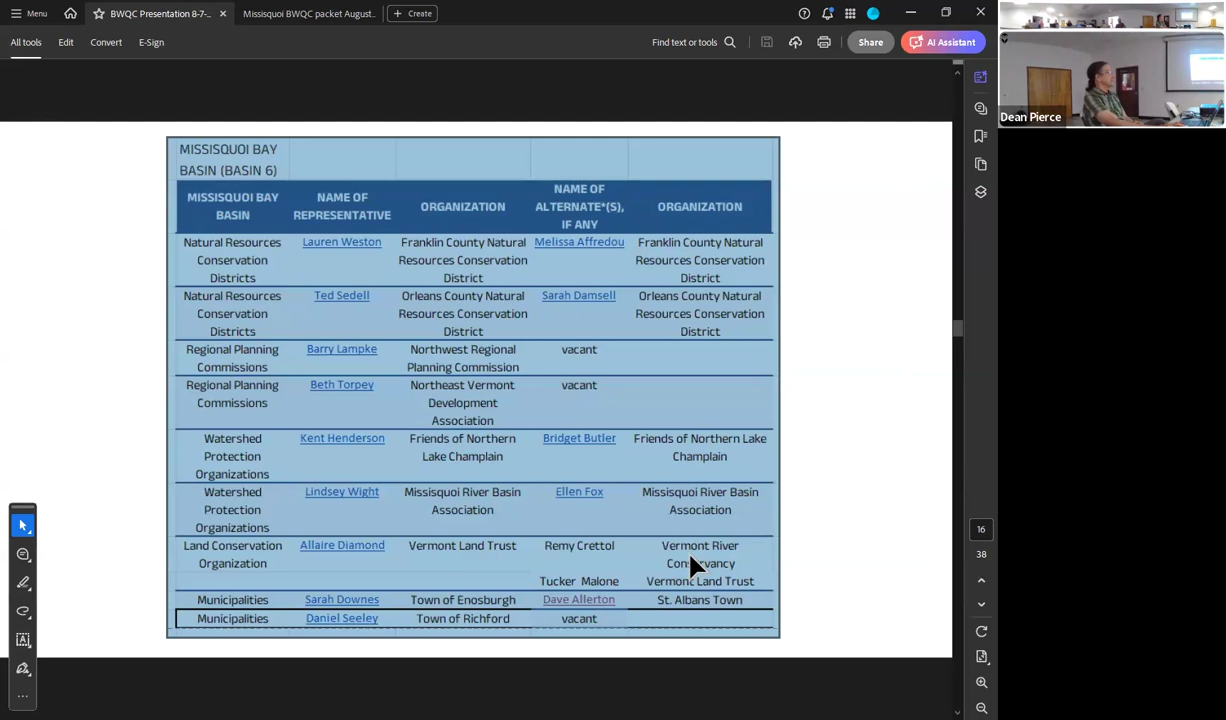 Menu
BWQC Presentation 8-7-...
Missisquoi BWQC packet August...
Create
All tools
Edit
Convert
E-Sign
Find text or tools
Share
AI Assistant
Dean Pierce
MISSISQUOI BAY
BASIN (BASIN 6)
MISSISQUOI BAY
BASIN
NAME OF
REPRESENTATIVE
ORGANIZATION
NAME OF
ALTERNATE*(S),
IF ANY
ORGANIZATION
Natural Resources
Conservation
Districts
Lauren Weston
Franklin County Natural
Resources Conservation
District
Melissa Affredou
Franklin County Natural
Resources Conservation
District
Natural Resources
Conservation
Districts
Ted Sedell
Orleans County Natural
Resources Conservation
District
Sarah Damsell
Orleans County Natural
Resources Conservation
District
Regional Planning
Commissions
Barry Lampke
Northwest Regional
Planning Commission
vacant
Regional Planning
Commissions
Beth Torpey
Northeast Vermont
Development
Association
vacant
Watershed
Protection
Organizations
Kent Henderson
Friends of Northern
Lake Champlain
Bridget Butler
Friends of Northern Lake
Champlain
Watershed
Protection
Organizations
Lindsey Wight
Missisquoi River Basin
Association
Ellen Fox
Missisquoi River Basin
Association
Land Conservation
Organization
Allaire Diamond
Vermont Land Trust
Remy Crettol
Vermont River
Tucker Malone
Vermont Land Trust
Municipalities
Sarah Downes
Town of Enosburgh
Dave Allerton
St. Albans Town
Municipalities
Daniel Seeley
Town of Richford
vacant
16
38